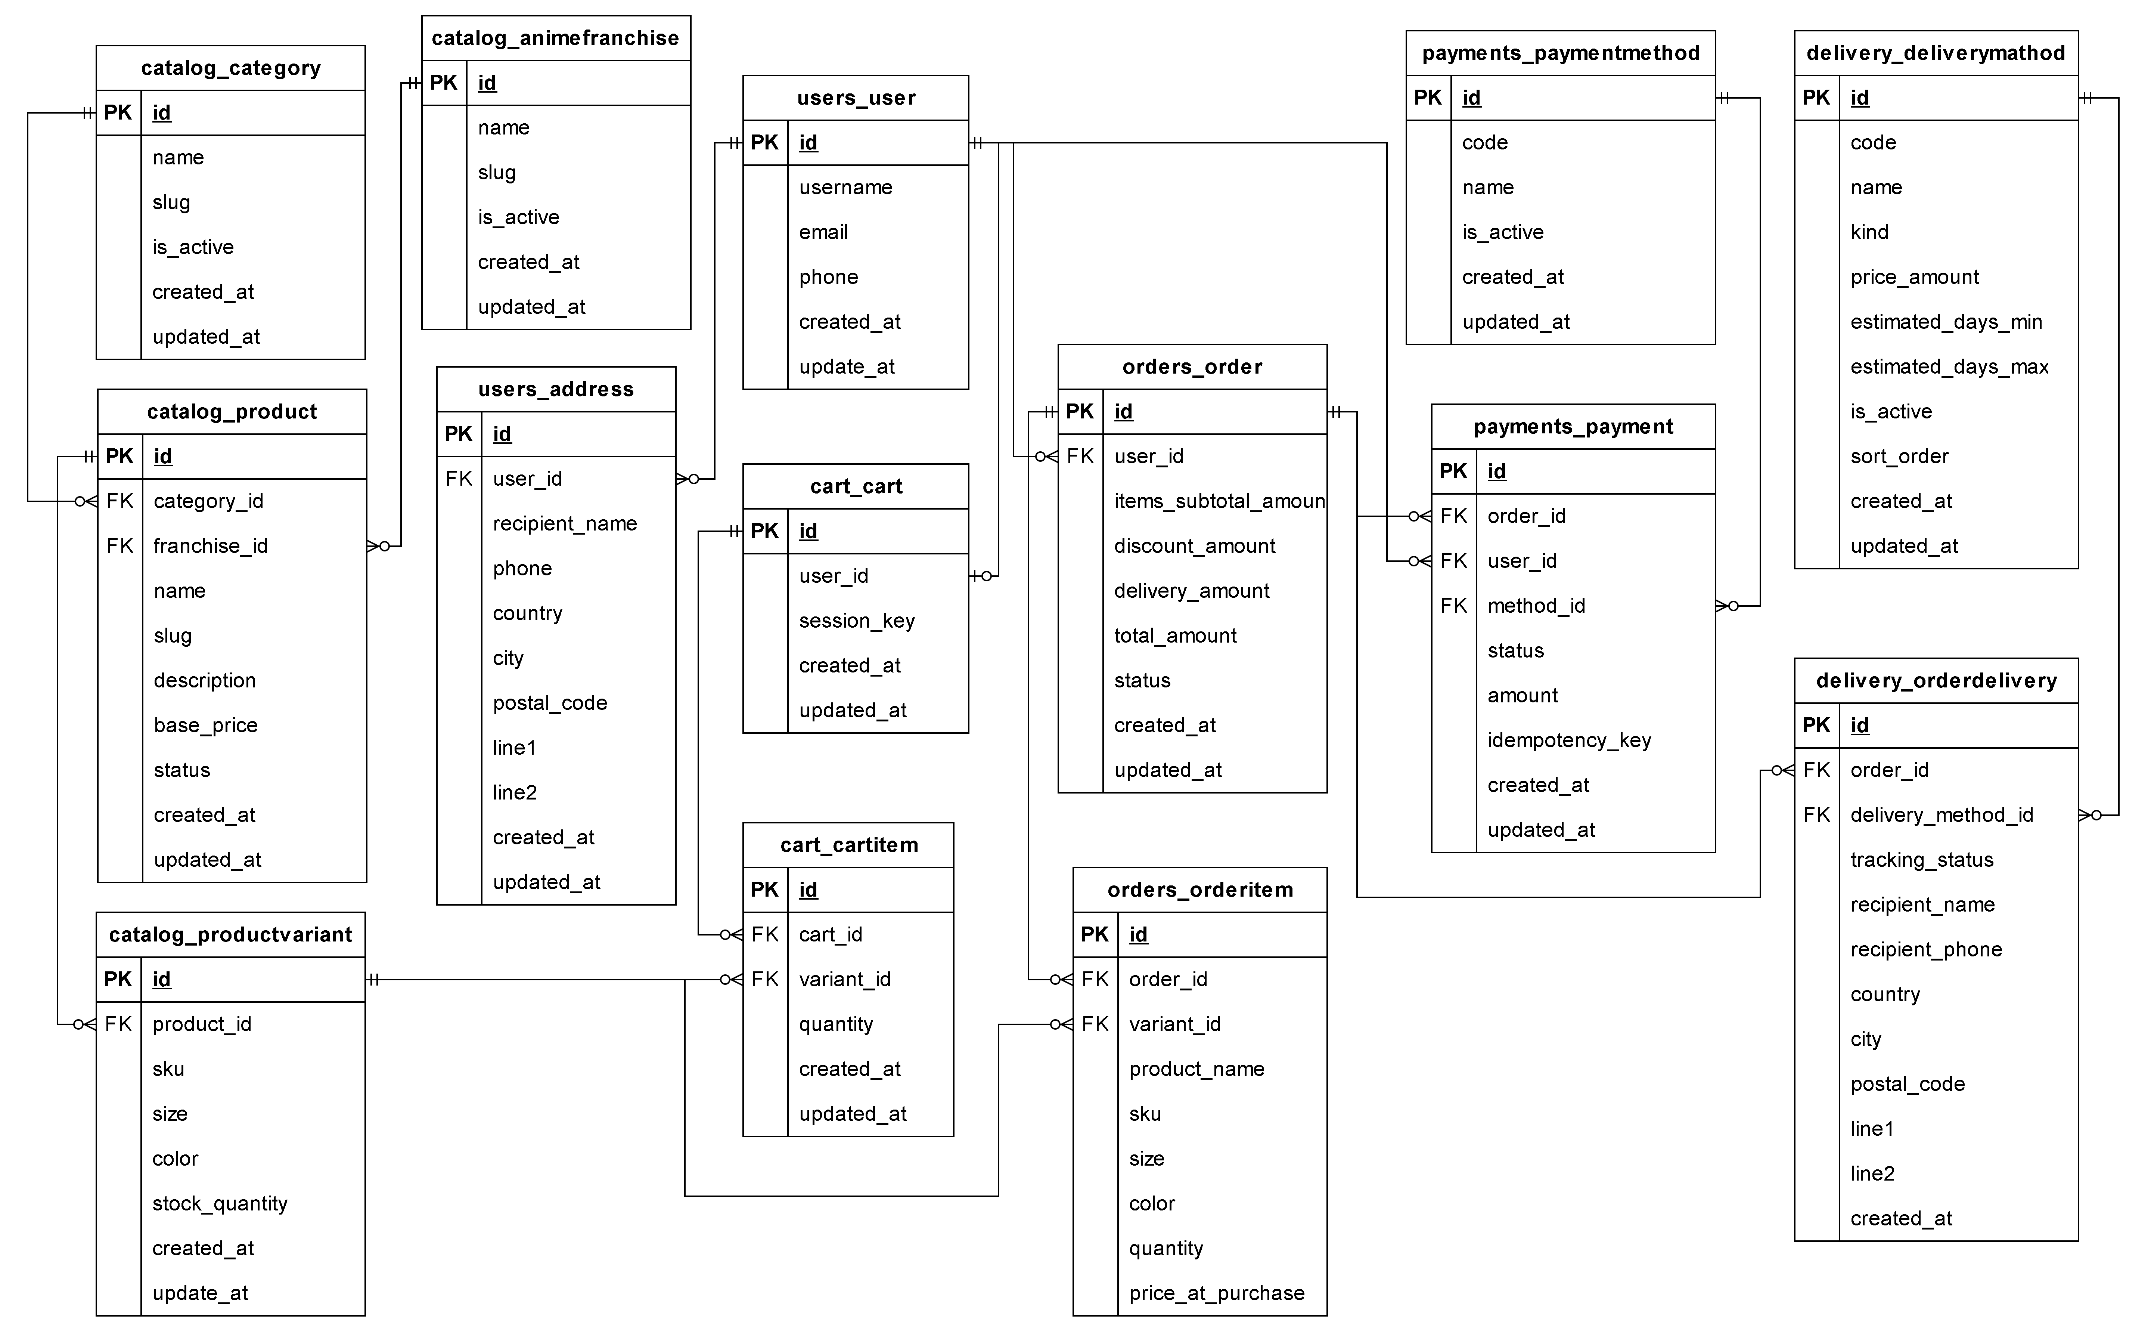 catalog_category
PK id
name
slug
is_active
created_at
updated_at
catalog_animefranchise
PK id
name
slug
is_active
created_at
updated_at
users_user
PK id
username
email
phone
created_at
update_at
payments_paymentmethod
PK id
code
name
is_active
created_at
updated_at
delivery_deliverymathod
PK id
code
name
kind
price_amount
estimated_days_min
estimated_days_max
is_active
sort_order
created_at
updated_at
catalog_product
PK id
FK category_id
FK franchise_id
name
slug
description
base_price
status
created_at
updated_at
users_address
PK id
FK user_id
recipient_name
phone
country
city
postal_code
line1
line2
created_at
updated_at
cart_cart
PK id
user_id
session_key
created_at
updated_at
orders_order
PK id
FK user_id
items_subtotal_amoun
discount_amount
delivery_amount
total_amount
status
created_at
updated_at
payments_payment
PK id
FK order_id
FK user_id
FK method_id
status
amount
idempotency_key
created_at
updated_at
delivery_orderdelivery
PK id
FK order_id
FK delivery_method_id
tracking_status
recipient_name
recipient_phone
country
city
postal_code
line1
line2
created_at
catalog_productvariant
PK id
FK product_id
sku
size
color
stock_quantity
created_at
update_at
cart_cartitem
PK id
FK cart_id
FK variant_id
quantity
created_at
updated_at
orders_orderitem
PK id
FK order_id
FK variant_id
product_name
sku
size
color
quantity
price_at_purchase